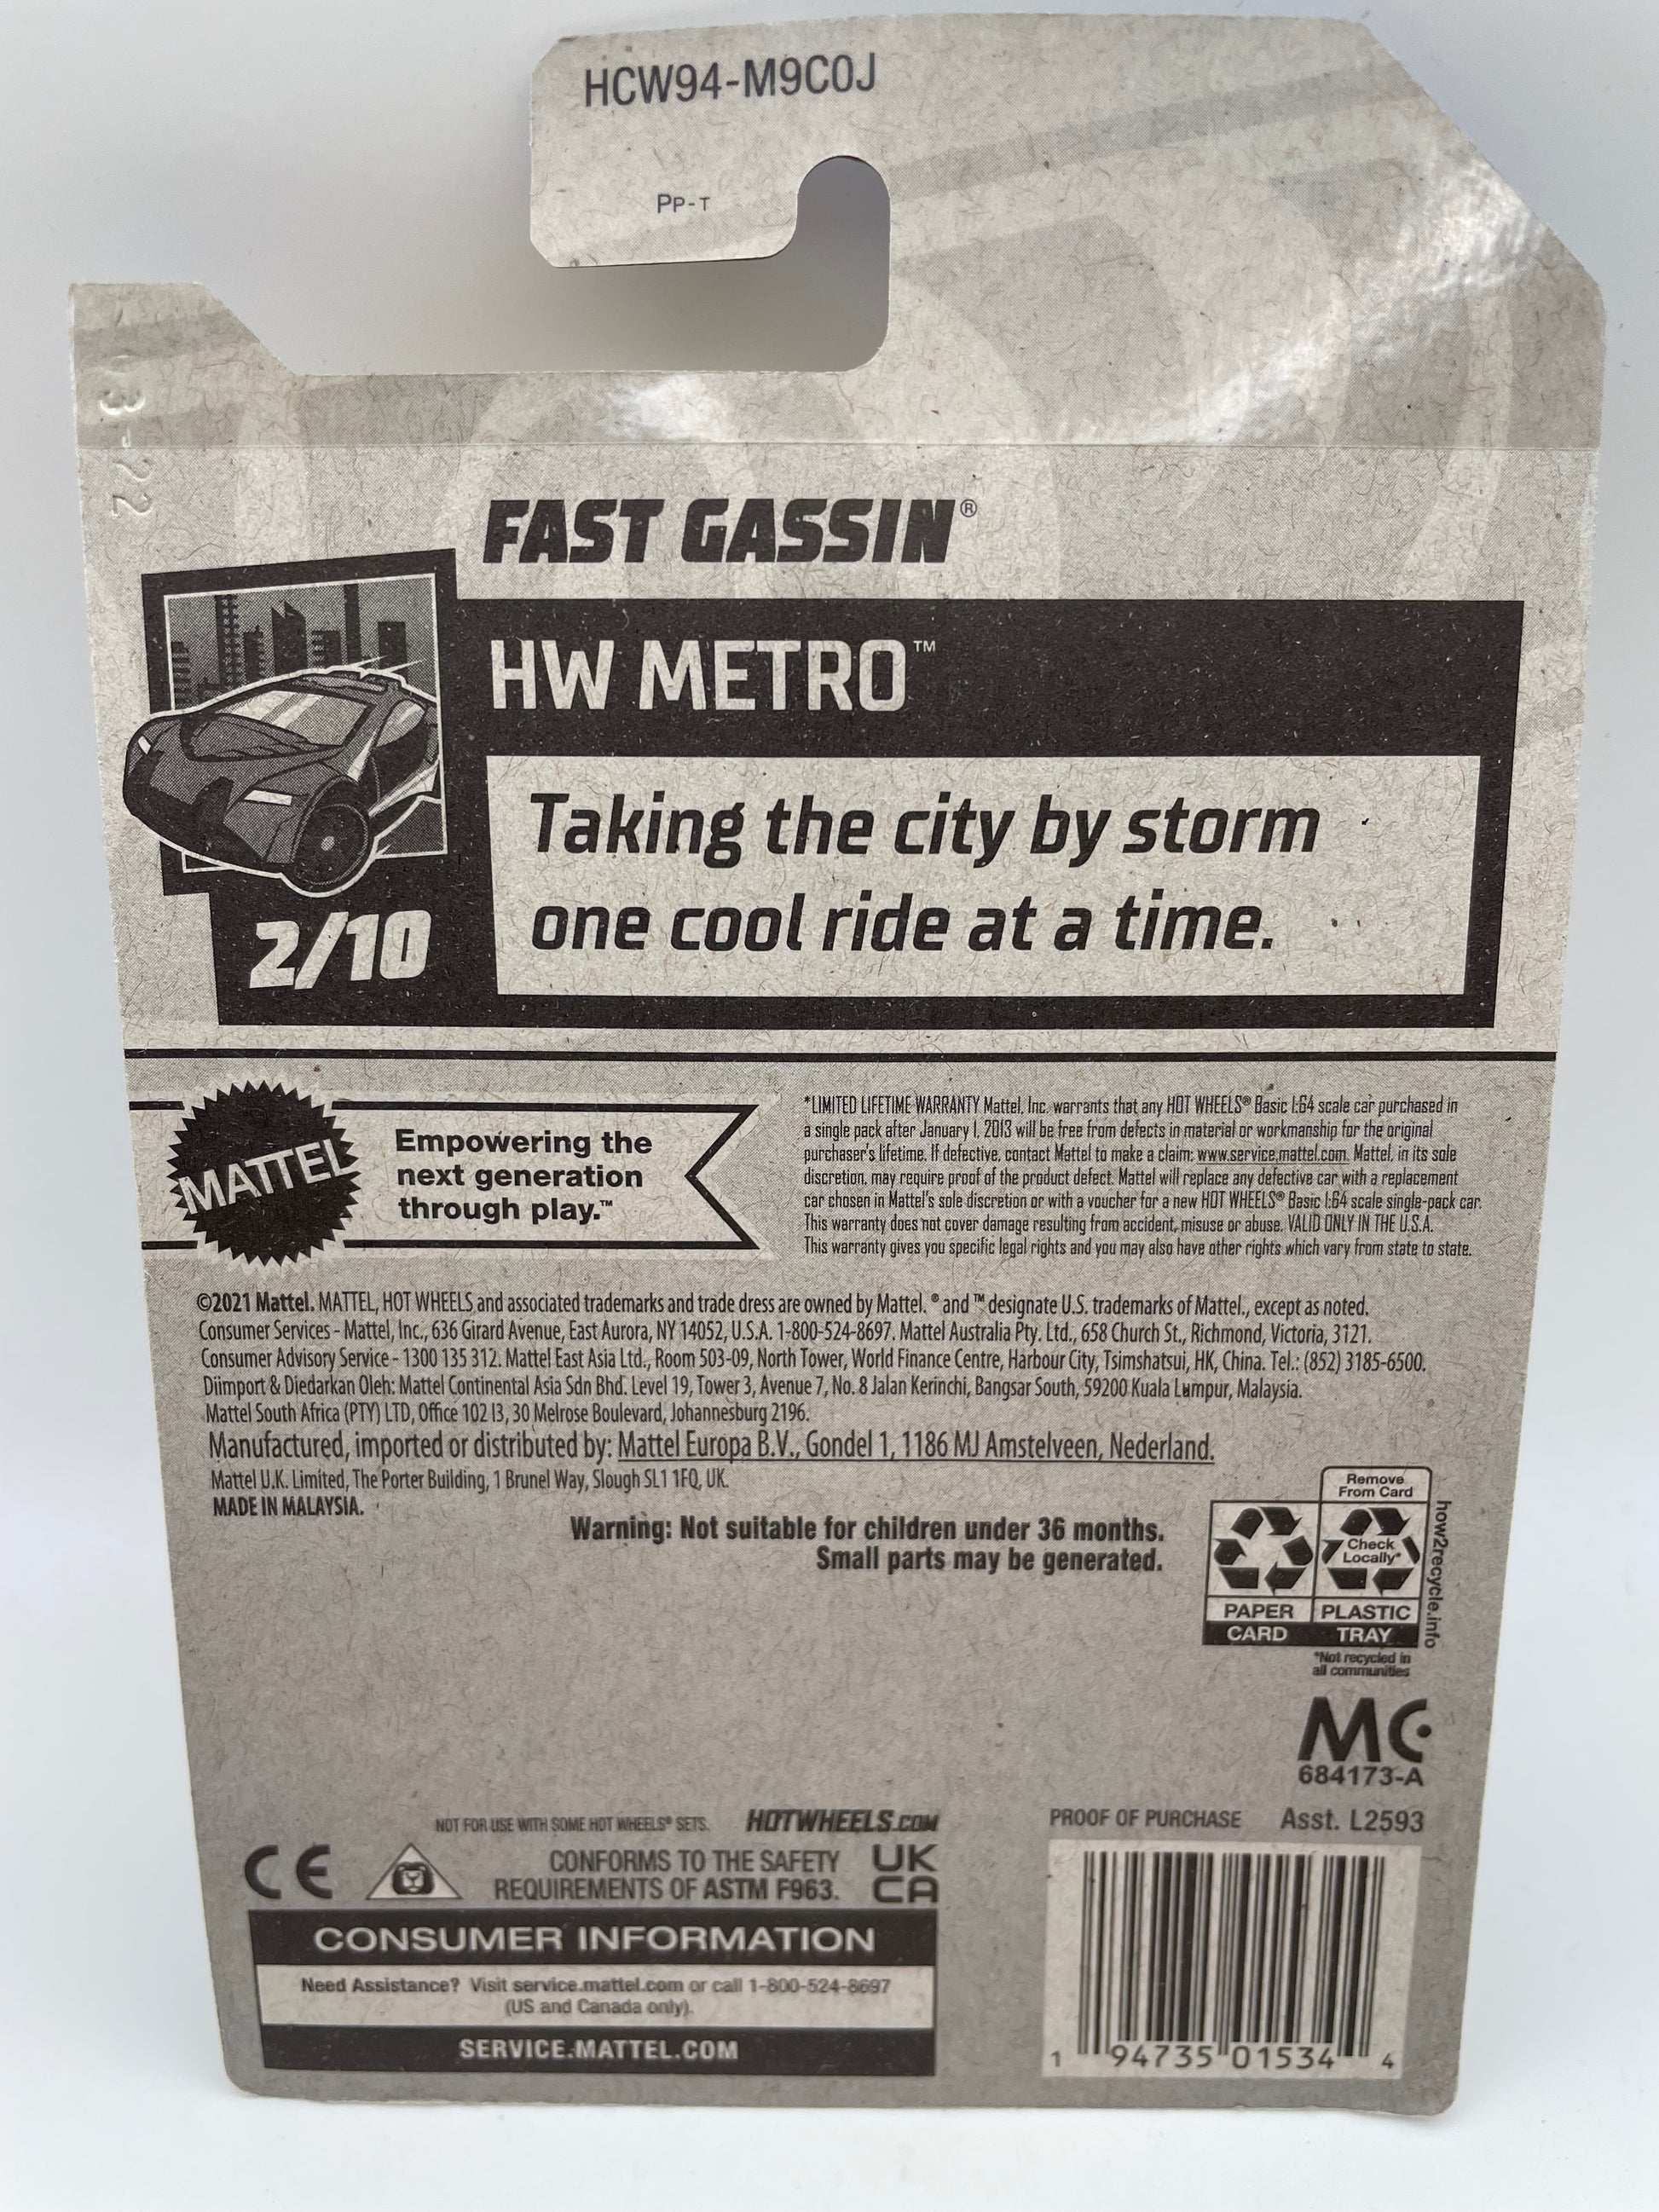 HCW94-M9C0J
PP-T
13-22
FAST GASSIN®
HW METRO™
Taking the city by storm
one cool ride at a time.
2/10
MATTEL
Empowering the
next generation
through play.™
*LIMITED LIFETIME WARRANTY Mattel, Inc. warrants that any HOT WHEELS® Basic 1:64 scale car purchased in
a single pack after January 1, 2013 will be free from defects in material or workmanship for the original
purchaser's lifetime. If defective, contact Mattel to make a claim: www.service.mattel.com. Mattel, in its sole
discretion, may require proof of the product defect. Mattel will replace any defective car with a replacement
car chosen in Mattel's sole discretion or with a voucher for a new HOT WHEELS® Basic 1:64 scale single-pack car.
This warranty does not cover damage resulting from accident, misuse or abuse. VALID ONLY IN THE U.S.A.
This warranty gives you specific legal rights and you may also have other rights which vary from state to state.
©2021 Mattel. MATTEL, HOT WHEELS and associated trademarks and trade dress are owned by Mattel. ® and ™ designate U.S. trademarks of Mattel., except as noted.
Consumer Services - Mattel, Inc., 636 Girard Avenue, East Aurora, NY 14052, U.S.A. 1-800-524-8697. Mattel Australia Pty. Ltd., 658 Church St., Richmond, Victoria, 3121.
Consumer Advisory Service - 1300 135 312. Mattel East Asia Ltd., Room 503-09, North Tower, World Finance Centre, Harbour City, Tsimshatsui, HK, China. Tel.: (852) 3185-6500.
Diimport & Diedarkan Oleh: Mattel Continental Asia Sdn Bhd. Level 19, Tower 3, Avenue 7, No. 8 Jalan Kerinchi, Bangsar South, 59200 Kuala Lumpur, Malaysia.
Mattel South Africa (PTY) LTD, Office 102 I3, 30 Melrose Boulevard, Johannesburg 2196.
Manufactured, imported or distributed by: Mattel Europa B.V., Gondel 1, 1186 MJ Amstelveen, Nederland.
Mattel U.K. Limited, The Porter Building, 1 Brunel Way, Slough SL1 1FQ, UK.
MADE IN MALAYSIA.
Warning: Not suitable for children under 36 months.
Small parts may be generated.
Remove
From Card
Check
Locally*
PAPER PLASTIC
CARD TRAY
how2recycle.info
*Not recycled in
all communities
MC
684173-A
NOT FOR USE WITH SOME HOT WHEELS® SETS. HOTWHEELS.COM
PROOF OF PURCHASE Asst. L2593
CE
CONFORMS TO THE SAFETY
REQUIREMENTS OF ASTM F963.
UK
CA
CONSUMER INFORMATION
Need Assistance? Visit service.mattel.com or call 1-800-524-8697
(US and Canada only).
SERVICE.MATTEL.COM
1 94735 01534 4